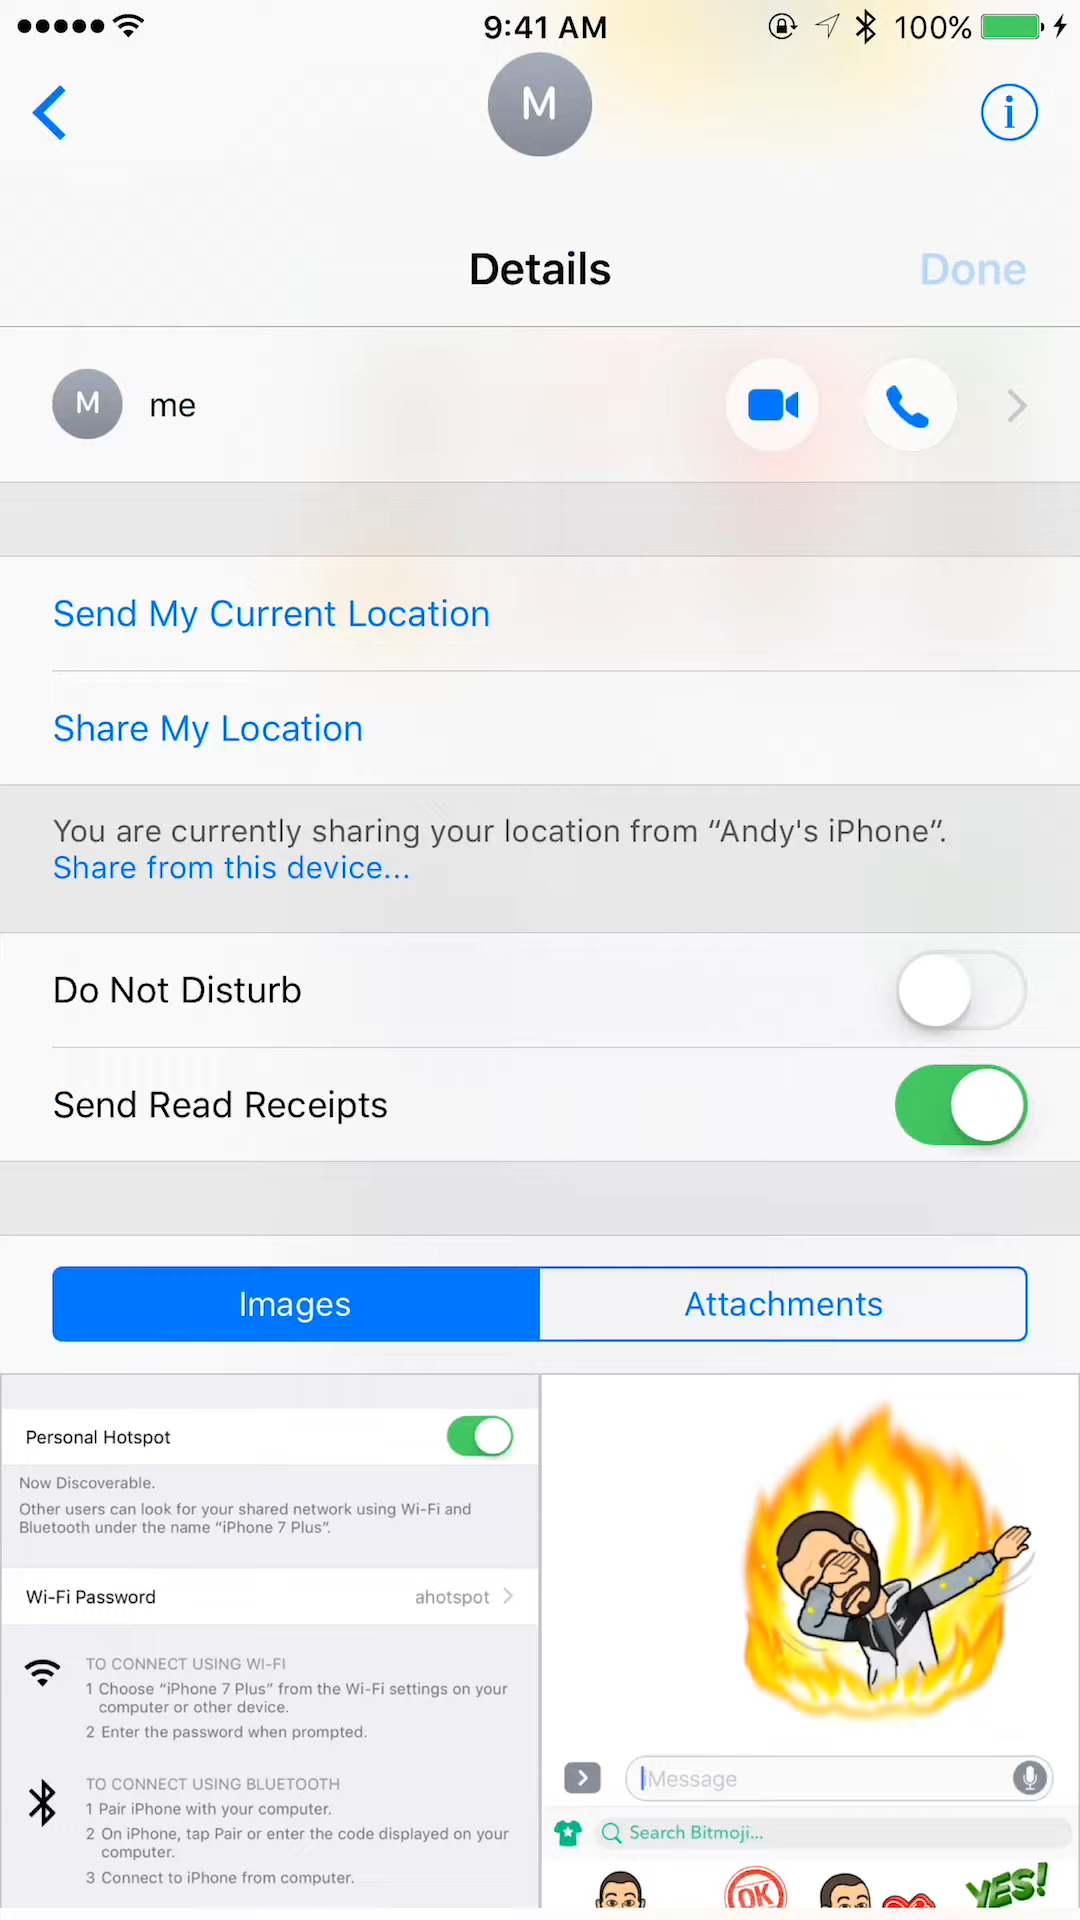 9:41 AM
100%
M
Details
Done
M
me
Send My Current Location
Share My Location
You are currently sharing your location from “Andy's iPhone”.
Share from this device...
Do Not Disturb
Send Read Receipts
Images
Attachments
Personal Hotspot
Now Discoverable.
Other users can look for your shared network using Wi-Fi and
Bluetooth under the name “iPhone 7 Plus”.
Wi-Fi Password
ahotspot
TO CONNECT USING WI-FI
1 Choose “iPhone 7 Plus” from the Wi-Fi settings on your
computer or other device.
2 Enter the password when prompted.
TO CONNECT USING BLUETOOTH
1 Pair iPhone with your computer.
2 On iPhone, tap Pair or enter the code displayed on your
computer.
3 Connect to iPhone from computer.
iMessage
Search Bitmoji...
OK
YES!